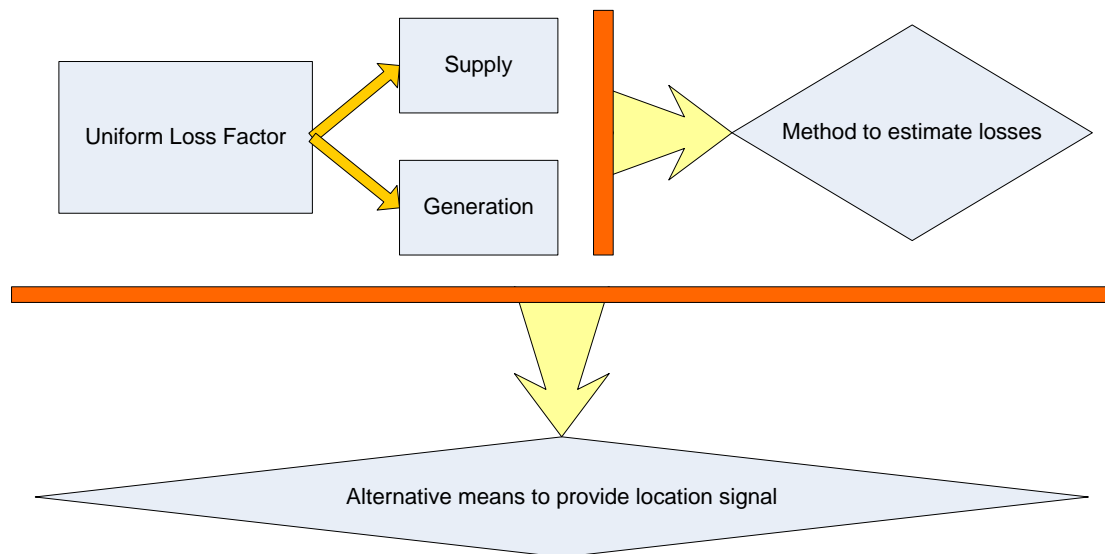 Uniform Loss Factor
Supply
Generation
Method to estimate losses
Alternative means to provide location signal